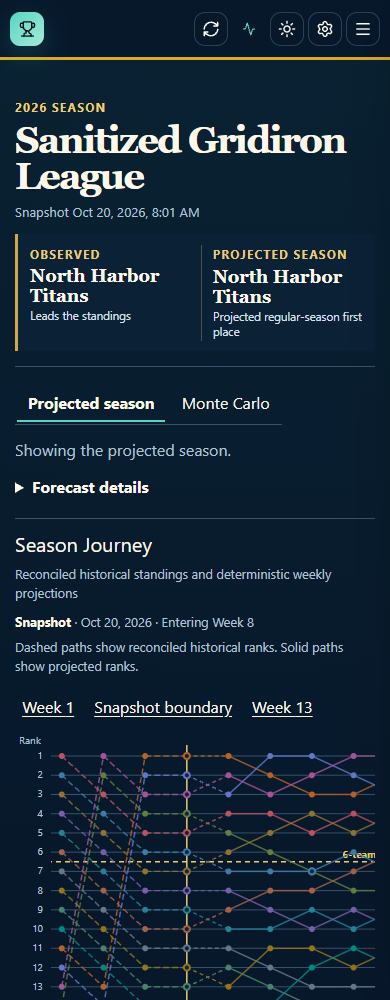 2026 SEASON
Sanitized Gridiron
League
Snapshot Oct 20, 2026, 8:01 AM
OBSERVED
North Harbor
Titans
Leads the standings
PROJECTED SEASON
North Harbor
Titans
Projected regular-season first
place
Projected season
Monte Carlo
Showing the projected season.
Forecast details
Season Journey
Reconciled historical standings and deterministic weekly
projections
Snapshot · Oct 20, 2026 · Entering Week 8
Dashed paths show reconciled historical ranks. Solid paths
show projected ranks.
Week 1
Snapshot boundary
Week 13
Rank
1
2
3
4
5
6
6-team
7
8
9
10
11
12
13